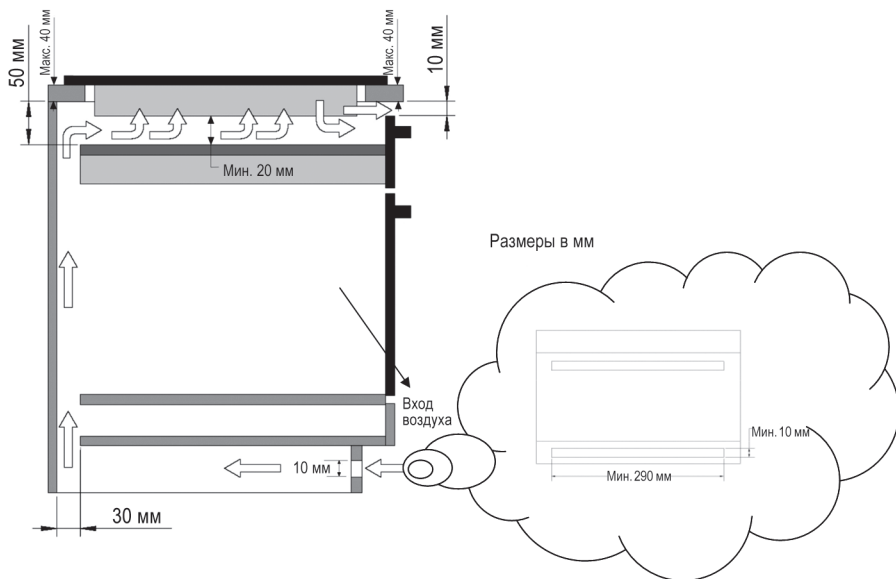 Макс. 40 мм
Макс. 40 мм
50 мм
10 мм
Мин. 20 мм
Размеры в мм
Вход
воздуха
Мин. 10 мм
10 мм
Мин. 290 мм
30 мм